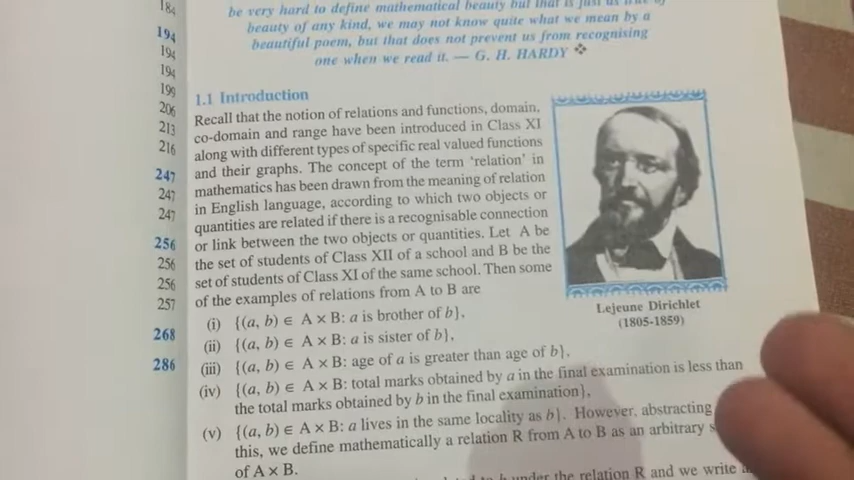 184
194
194
194
199
206
213
216
247
247
247
256
256
256
257
268
286
be very hard to define mathematical beauty but that is just as true of
beauty of any kind, we may not know quite what we mean by a
beautiful poem, but that does not prevent us from recognising
one when we read it. — G. H. HARDY ❖
1.1 Introduction
Recall that the notion of relations and functions, domain,
co-domain and range have been introduced in Class XI
along with different types of specific real valued functions
and their graphs. The concept of the term ‘relation’ in
mathematics has been drawn from the meaning of relation
in English language, according to which two objects or
quantities are related if there is a recognisable connection
or link between the two objects or quantities. Let A be
the set of students of Class XII of a school and B be the
set of students of Class XI of the same school. Then some
of the examples of relations from A to B are
Lejeune Dirichlet
(1805-1859)
(i) {(a, b) ∈ A × B: a is brother of b},
(ii) {(a, b) ∈ A × B: a is sister of b},
(iii) {(a, b) ∈ A × B: age of a is greater than age of b},
(iv) {(a, b) ∈ A × B: total marks obtained by a in the final examination is less than
the total marks obtained by b in the final examination},
(v) {(a, b) ∈ A × B: a lives in the same locality as b}. However, abstracting
this, we define mathematically a relation R from A to B as an arbitrary
of A × B.
under the relation R and we write